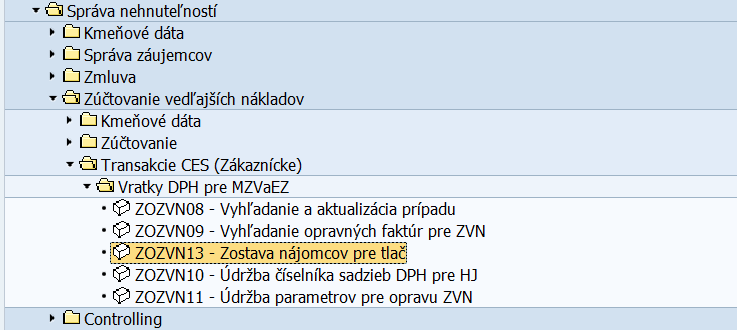 Správa nehnuteľností
Kmeňové dáta
Správa záujemcov
Zmluva
Zúčtovanie vedľajších nákladov
Kmeňové dáta
Zúčtovanie
Transakcie CES (Zákaznícke)
Vratky DPH pre MZVaEZ
ZOZVN08 - Vyhľadanie a aktualizácia prípadu
ZOZVN09 - Vyhľadanie opravných faktúr pre ZVN
ZOZVN13 - Zostava nájomcov pre tlač
ZOZVN10 - Údržba číselníka sadzieb DPH pre HJ
ZOZVN11 - Údržba parametrov pre opravu ZVN
Controlling